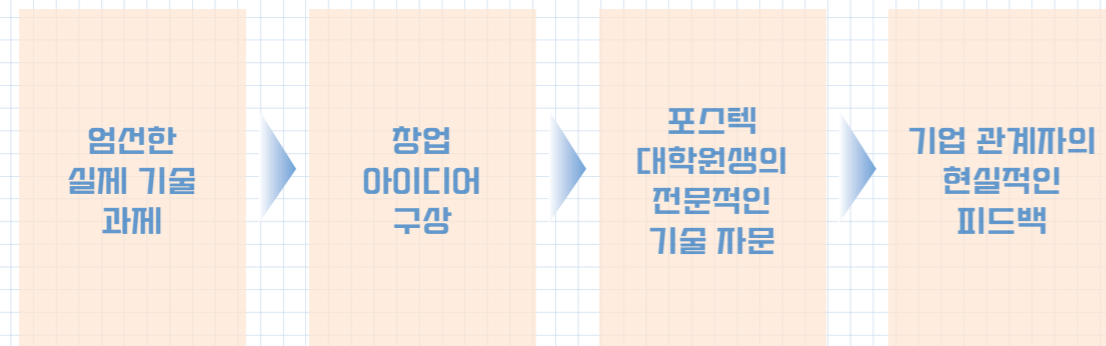 엄선한
실제 기술
과제
창업
아이디어
구상
포스텍
대학원생의
전문적인
기술 자문
기업 관계자의
현실적인
피드백